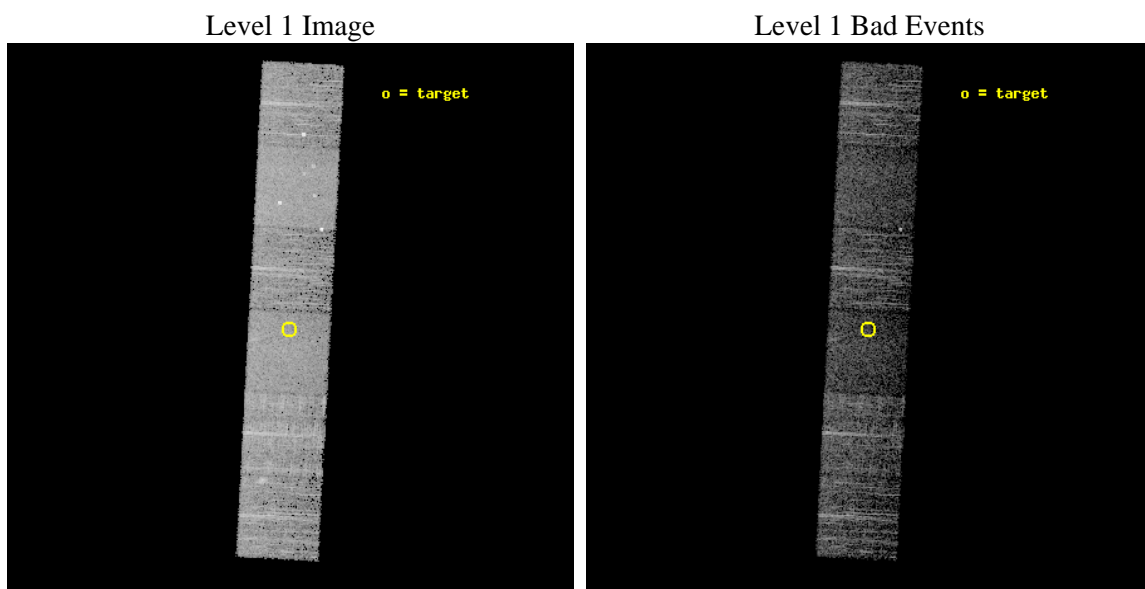 Level 1 Image
Level 1 Bad Events
o = target
o = target